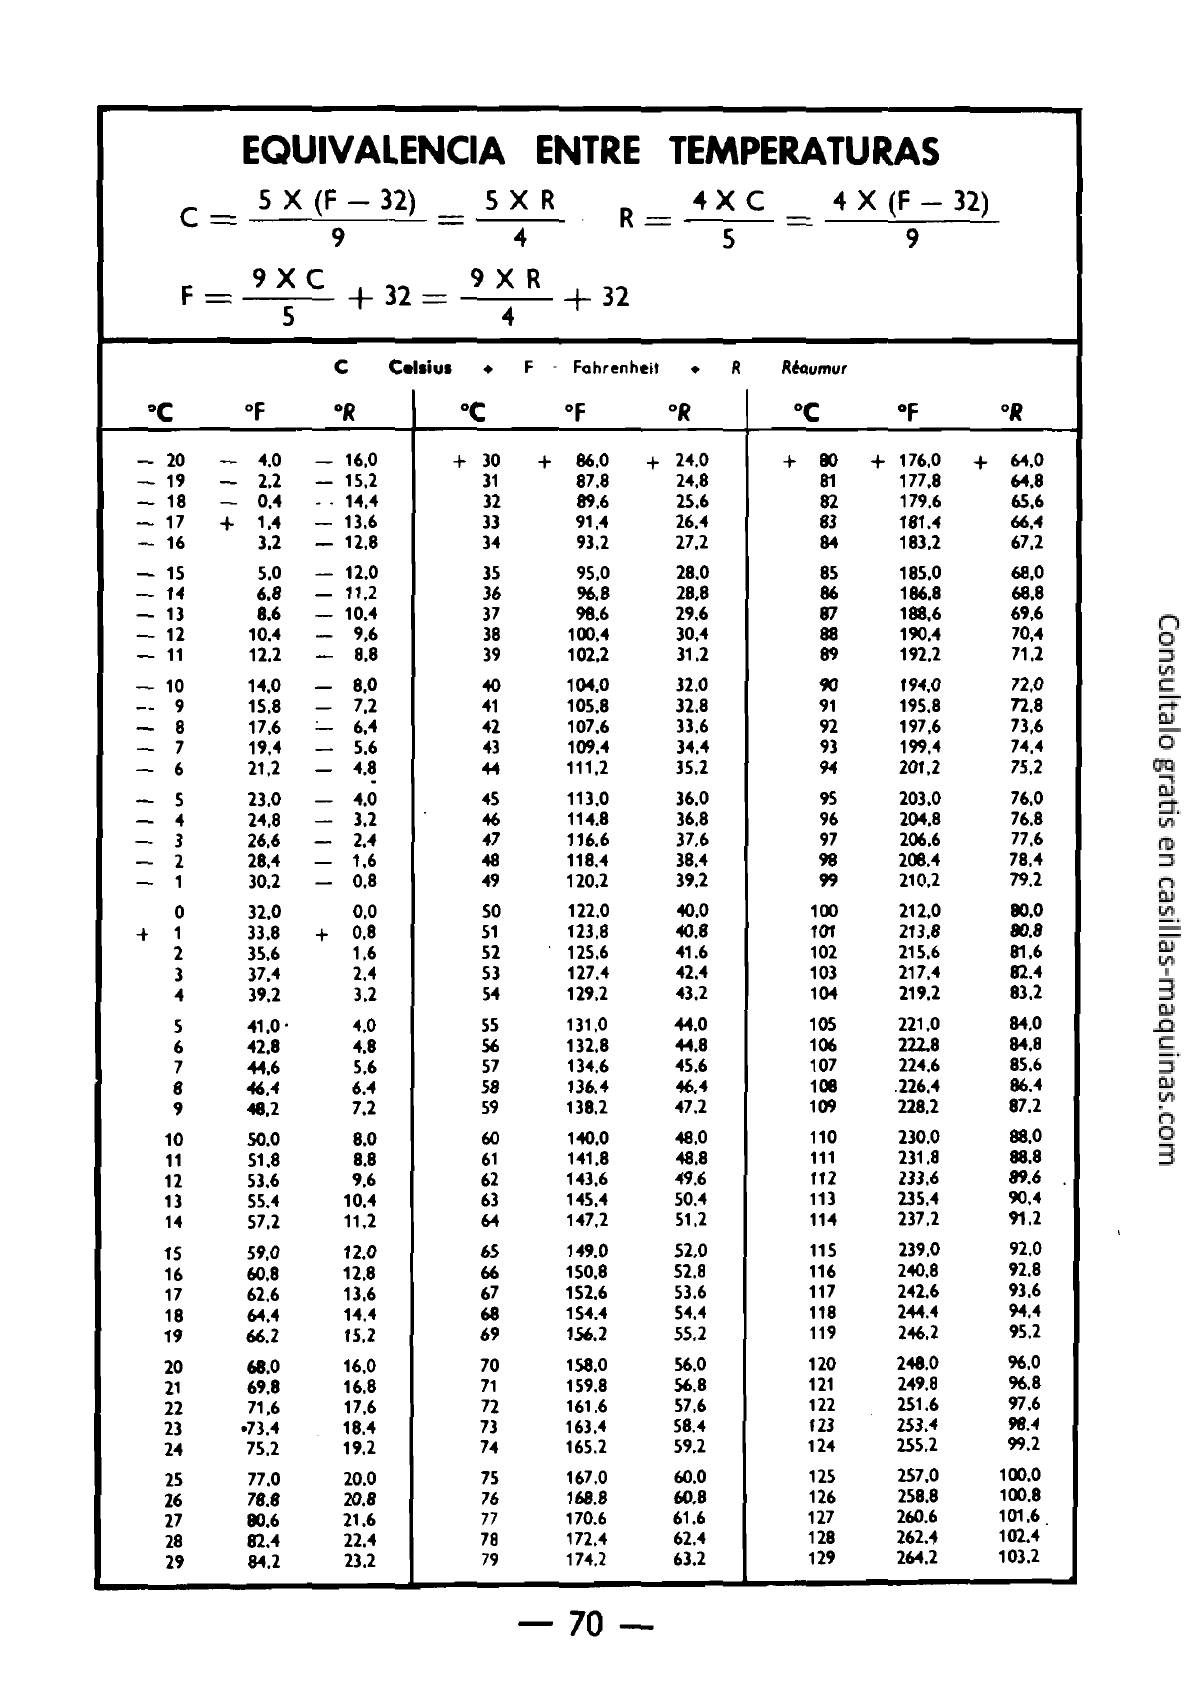 EQUIVALENCIA ENTRE TEMPERATURAS
C = 5 X (F — 32) / 9 = 5 X R / 4 R = 4 X C / 5 = 4 X (F — 32) / 9
F = 9 X C / 5 + 32 = 9 X R / 4 + 32
C Celsius + F - Fahrenheit + R Réaumur
°C °F °R °C °F °R °C °F °R
— 20 — 4,0 — 16,0 + 30 + 86,0 + 24,0 + 80 + 176,0 + 64,0
— 19 — 2,2 — 15,2 31 87,8 24,8 81 177,8 64,8
— 18 — 0,4 — 14,4 32 89,6 25,6 82 179,6 65,6
— 17 + 1,4 — 13,6 33 91,4 26,4 83 181,4 66,4
— 16 3,2 — 12,8 34 93,2 27,2 84 183,2 67,2
— 15 5,0 — 12,0 35 95,0 28,0 85 185,0 68,0
— 14 6,8 — 11,2 36 96,8 28,8 86 186,8 68,8
— 13 8,6 — 10,4 37 98,6 29,6 87 188,6 69,6
— 12 10,4 — 9,6 38 100,4 30,4 88 190,4 70,4
— 11 12,2 — 8,8 39 102,2 31,2 89 192,2 71,2
— 10 14,0 — 8,0 40 104,0 32,0 90 194,0 72,0
— 9 15,8 — 7,2 41 105,8 32,8 91 195,8 72,8
— 8 17,6 — 6,4 42 107,6 33,6 92 197,6 73,6
— 7 19,4 — 5,6 43 109,4 34,4 93 199,4 74,4
— 6 21,2 — 4,8 44 111,2 35,2 94 201,2 75,2
— 5 23,0 — 4,0 45 113,0 36,0 95 203,0 76,0
— 4 24,8 — 3,2 46 114,8 36,8 96 204,8 76,8
— 3 26,6 — 2,4 47 116,6 37,6 97 206,6 77,6
— 2 28,4 — 1,6 48 118,4 38,4 98 208,4 78,4
— 1 30,2 — 0,8 49 120,2 39,2 99 210,2 79,2
0 32,0 0,0 50 122,0 40,0 100 212,0 80,0
+ 1 33,8 + 0,8 51 123,8 40,8 101 213,8 80,8
2 35,6 1,6 52 125,6 41,6 102 215,6 81,6
3 37,4 2,4 53 127,4 42,4 103 217,4 82,4
4 39,2 3,2 54 129,2 43,2 104 219,2 83,2
5 41,0 4,0 55 131,0 44,0 105 221,0 84,0
6 42,8 4,8 56 132,8 44,8 106 222,8 84,8
7 44,6 5,6 57 134,6 45,6 107 224,6 85,6
8 46,4 6,4 58 136,4 46,4 108 226,4 86,4
9 48,2 7,2 59 138,2 47,2 109 228,2 87,2
10 50,0 8,0 60 140,0 48,0 110 230,0 88,0
11 51,8 8,8 61 141,8 48,8 111 231,8 88,8
12 53,6 9,6 62 143,6 49,6 112 233,6 89,6
13 55,4 10,4 63 145,4 50,4 113 235,4 90,4
14 57,2 11,2 64 147,2 51,2 114 237,2 91,2
15 59,0 12,0 65 149,0 52,0 115 239,0 92,0
16 60,8 12,8 66 150,8 52,8 116 240,8 92,8
17 62,6 13,6 67 152,6 53,6 117 242,6 93,6
18 64,4 14,4 68 154,4 54,4 118 244,4 94,4
19 66,2 15,2 69 156,2 55,2 119 246,2 95,2
20 68,0 16,0 70 158,0 56,0 120 248,0 96,0
21 69,8 16,8 71 159,8 56,8 121 249,8 96,8
22 71,6 17,6 72 161,6 57,6 122 251,6 97,6
23 73,4 18,4 73 163,4 58,4 123 253,4 98,4
24 75,2 19,2 74 165,2 59,2 124 255,2 99,2
25 77,0 20,0 75 167,0 60,0 125 257,0 100,0
26 78,8 20,8 76 168,8 60,8 126 258,8 100,8
27 80,6 21,6 77 170,6 61,6 127 260,6 101,6
28 82,4 22,4 78 172,4 62,4 128 262,4 102,4
29 84,2 23,2 79 174,2 63,2 129 264,2 103,2
— 70 —
Consultalo gratis en casillas-maquinas.com